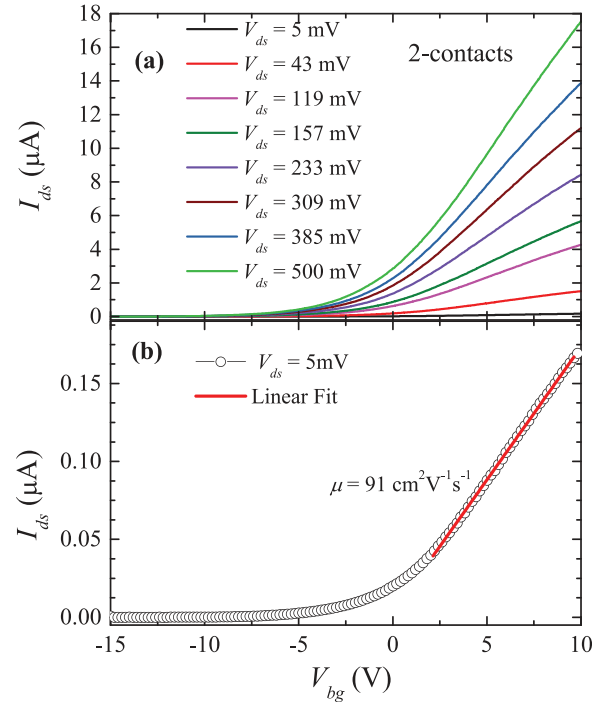 18
16
14
12
10
8
6
4
2
0
I_ds (μA)
(a)
2-contacts
V_ds = 5 mV
V_ds = 43 mV
V_ds = 119 mV
V_ds = 157 mV
V_ds = 233 mV
V_ds = 309 mV
V_ds = 385 mV
V_ds = 500 mV
(b)
V_ds = 5mV
Linear Fit
μ = 91 cm²V⁻¹s⁻¹
0.15
0.10
0.05
0.00
I_ds (μA)
-15 -10 -5 0 5 10
V_bg (V)